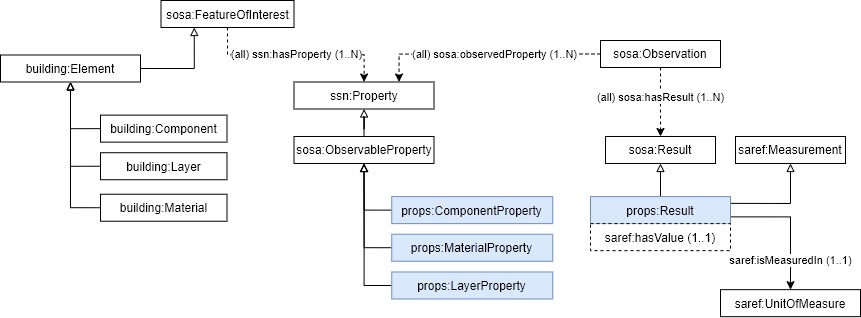 sosa:FeatureOfInterest
(all) ssn:hasProperty (1..N)
(all) sosa:observedProperty (1..N)
sosa:Observation
building:Element
ssn:Property
(all) sosa:hasResult (1..N)
building:Component
building:Layer
building:Material
sosa:ObservableProperty
sosa:Result
saref:Measurement
props:ComponentProperty
props:MaterialProperty
props:LayerProperty
props:Result
saref:hasValue (1..1)
saref:isMeasuredIn (1..1)
saref:UnitOfMeasure